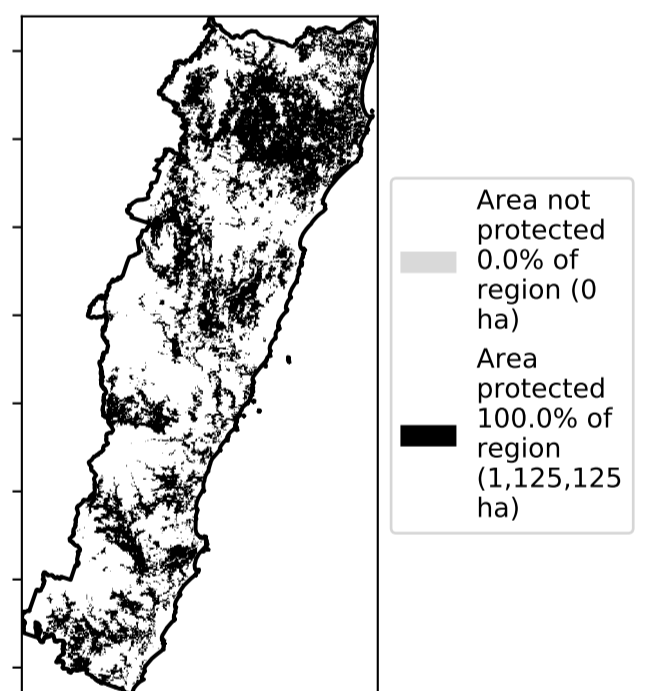 Area not
protected
0.0% of
region (0
ha)
Area
protected
100.0% of
region
(1,125,125
ha)